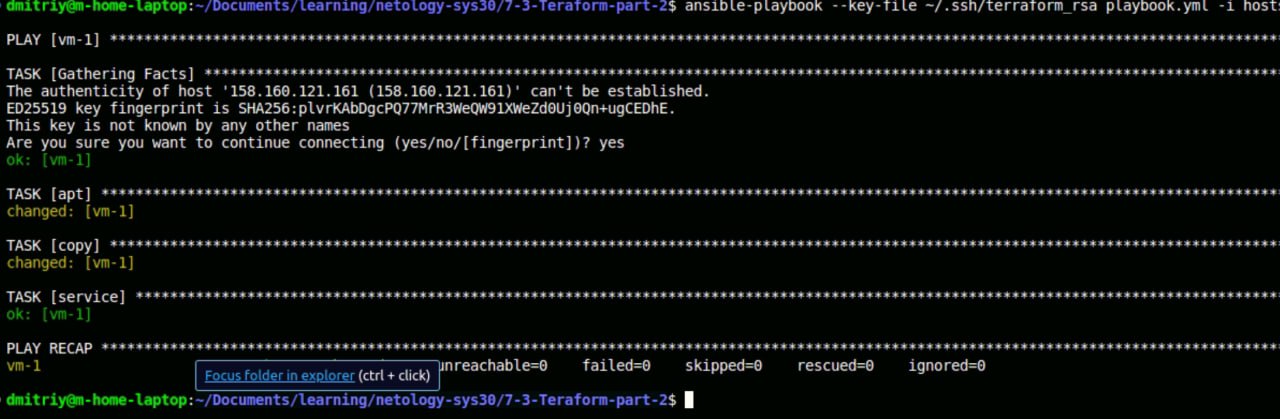 dmitriy@m-home-laptop:~/Documents/learning/netology-sys30/7-3-Teraform-part-2$ ansible-playbook --key-file ~/.ssh/terraform_rsa playbook.yml -i hosts
PLAY [vm-1] ****************************************************************************************************************************************
TASK [Gathering Facts] *****************************************************************************************************************************
The authenticity of host '158.160.121.161 (158.160.121.161)' can't be established.
ED25519 key fingerprint is SHA256:plvrKAbDgcPQ77MrR3WeQW91XWeZd0Uj0Qn+ugCEDhE.
This key is not known by any other names
Are you sure you want to continue connecting (yes/no/[fingerprint])? yes
ok: [vm-1]
TASK [apt] *****************************************************************************************************************************************
changed: [vm-1]
TASK [copy] ****************************************************************************************************************************************
changed: [vm-1]
TASK [service] *************************************************************************************************************************************
ok: [vm-1]
PLAY RECAP *****************************************************************************************************************************************
vm-1 unreachable=0 failed=0 skipped=0 rescued=0 ignored=0
Focus folder in explorer (ctrl + click)
dmitriy@m-home-laptop:~/Documents/learning/netology-sys30/7-3-Teraform-part-2$